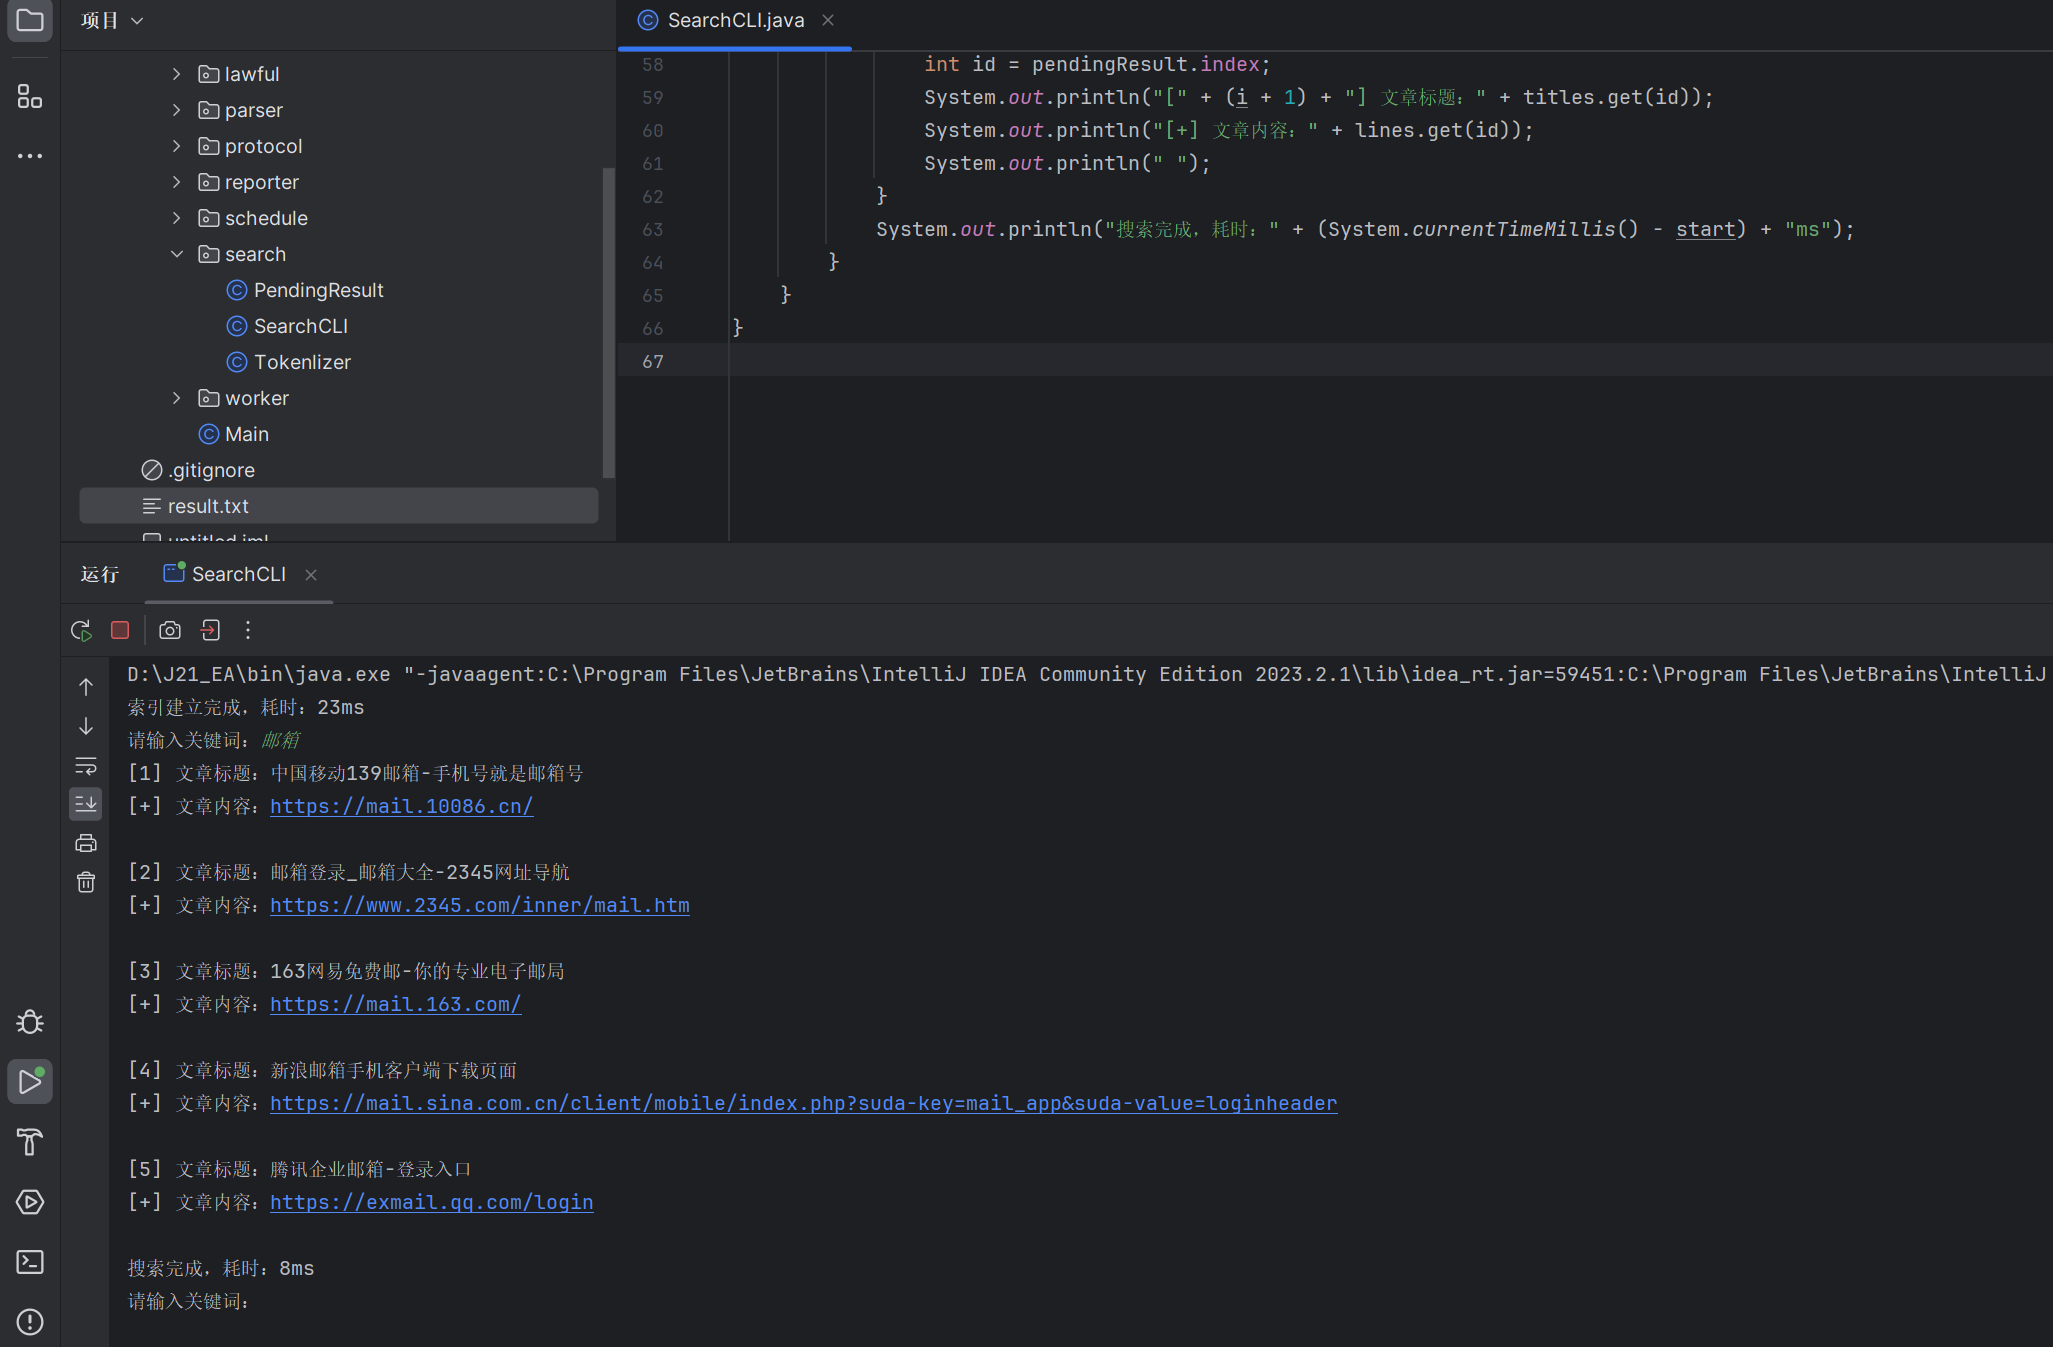 项目
SearchCLI.java
lawful
parser
protocol
reporter
schedule
search
PendingResult
SearchCLI
Tokenlizer
worker
Main
.gitignore
result.txt
untitled.iml
58 int id = pendingResult.index;
59 System.out.println("[" + (i + 1) + "] 文章标题：" + titles.get(id));
60 System.out.println("[+] 文章内容：" + lines.get(id));
61 System.out.println(" ");
62 }
63 System.out.println("搜索完成，耗时：" + (System.currentTimeMillis() - start) + "ms");
64 }
65 }
66 }
67
运行
SearchCLI
D:\J21_EA\bin\java.exe "-javaagent:C:\Program Files\JetBrains\IntelliJ IDEA Community Edition 2023.2.1\lib\idea_rt.jar=59451:C:\Program Files\JetBrains\IntelliJ
索引建立完成，耗时：23ms
请输入关键词：邮箱
[1] 文章标题：中国移动139邮箱-手机号就是邮箱号
[+] 文章内容：https://mail.10086.cn/
[2] 文章标题：邮箱登录_邮箱大全-2345网址导航
[+] 文章内容：https://www.2345.com/inner/mail.htm
[3] 文章标题：163网易免费邮-你的专业电子邮局
[+] 文章内容：https://mail.163.com/
[4] 文章标题：新浪邮箱手机客户端下载页面
[+] 文章内容：https://mail.sina.com.cn/client/mobile/index.php?suda-key=mail_app&suda-value=loginheader
[5] 文章标题：腾讯企业邮箱-登录入口
[+] 文章内容：https://exmail.qq.com/login
搜索完成，耗时：8ms
请输入关键词：